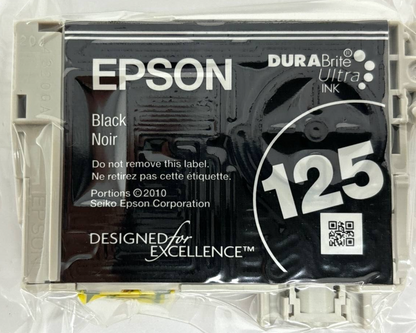 EPSON
DURABrite®
Ultra
INK
Black
Noir
Do not remove this label.
Ne retirez pas cette étiquette.
Portions ©2010
Seiko Epson Corporation
125
DESIGNED for
EXCELLENCE™
EPSON